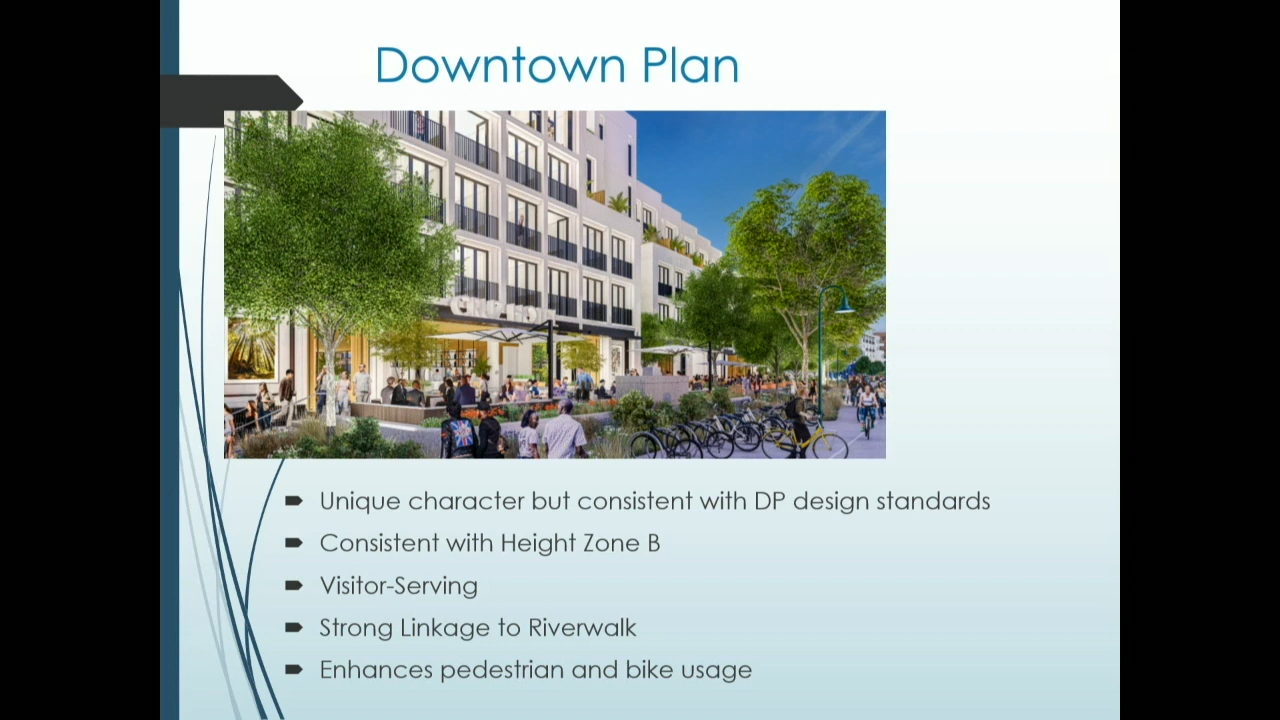 Downtown Plan
Unique character but consistent with DP design standards
Consistent with Height Zone B
Visitor-Serving
Strong Linkage to Riverwalk
Enhances pedestrian and bike usage